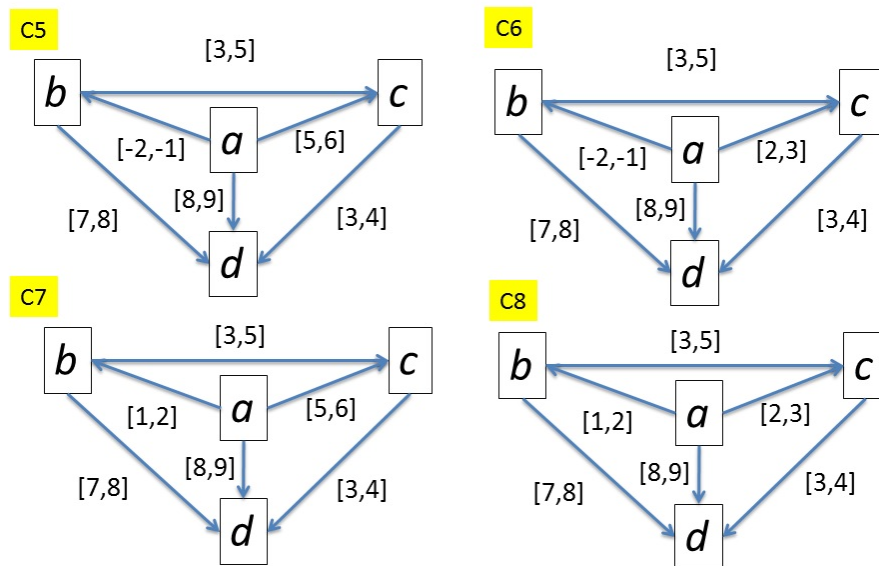 C5
[3,5]
b
c
a
[-2,-1]
[5,6]
[8,9]
[7,8]
[3,4]
d
C6
[3,5]
b
c
a
[-2,-1]
[2,3]
[8,9]
[7,8]
[3,4]
d
C7
[3,5]
b
c
a
[1,2]
[5,6]
[8,9]
[7,8]
[3,4]
d
C8
[3,5]
b
c
a
[1,2]
[2,3]
[8,9]
[7,8]
[3,4]
d